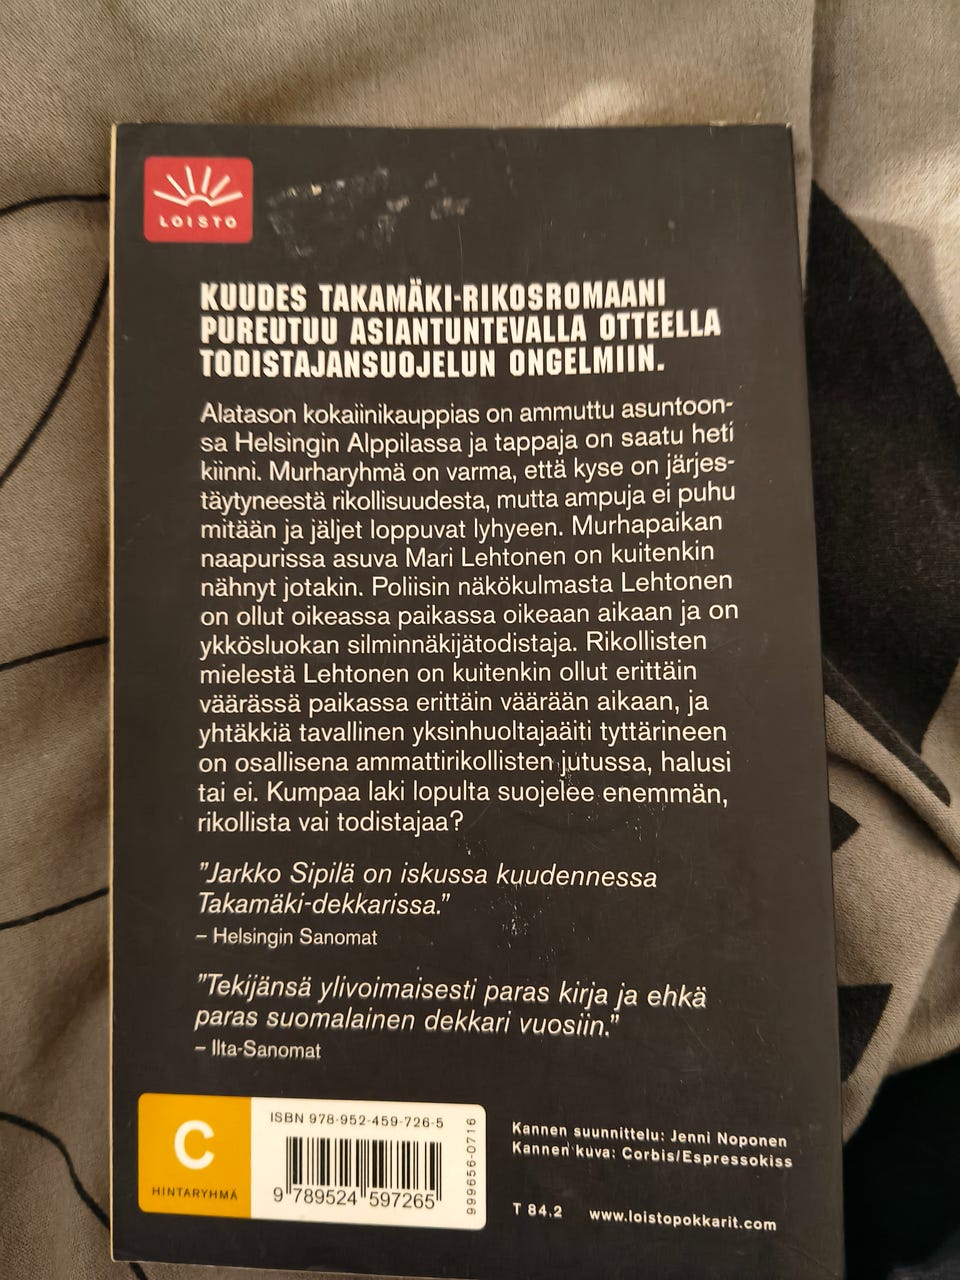 LOISTO
KUUDES TAKAMÄKI-RIKOSROMAANI
PUREUTUU ASIANTUNTEVALLA OTTEELLA
TODISTAJANSUOJELUN ONGELMIIN.
Alatason kokaiinikauppias on ammuttu asuntoon-
sa Helsingin Alppilassa ja tappaja on saatu heti
kiinni. Murharyhmä on varma, että kyse on järjes-
täytyneestä rikollisuudesta, mutta ampuja ei puhu
mitään ja jäljet loppuvat lyhyeen. Murhapaikan
naapurissa asuva Mari Lehtonen on kuitenkin
nähnyt jotakin. Poliisin näkökulmasta Lehtonen
on ollut oikeassa paikassa oikeaan aikaan ja on
ykkösluokan silminnäkijätodistaja. Rikollisten
mielestä Lehtonen on kuitenkin ollut erittäin
väärässä paikassa erittäin väärään aikaan, ja
yhtäkkiä tavallinen yksinhuoltajaäiti tyttärineen
on osallisena ammattirikollisten jutussa, halusi
tai ei. Kumpaa laki lopulta suojelee enemmän,
rikollista vai todistajaa?
”Jarkko Sipilä on iskussa kuudennessa
Takamäki-dekkarissa.”
– Helsingin Sanomat
”Tekijänsä ylivoimaisesti paras kirja ja ehkä
paras suomalainen dekkari vuosiin.”
– Ilta-Sanomat
C
HINTARYHMÄ
ISBN 978-952-459-726-5
9 789524 597265
999656-0716
Kannen suunnittelu: Jenni Noponen
Kannen kuva: Corbis/Espressokiss
T 84.2 www.loistopokkarit.com